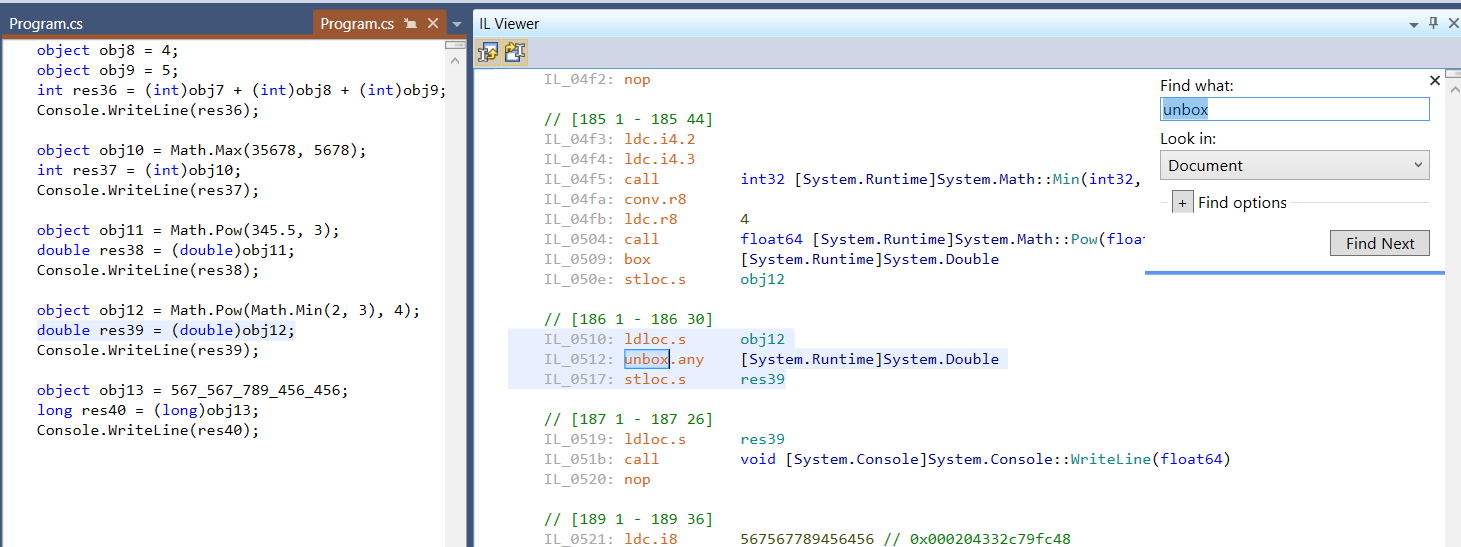 Program.cs
Program.cs
object obj8 = 4;
object obj9 = 5;
int res36 = (int)obj7 + (int)obj8 + (int)obj9;
Console.WriteLine(res36);
object obj10 = Math.Max(35678, 5678);
int res37 = (int)obj10;
Console.WriteLine(res37);
object obj11 = Math.Pow(345.5, 3);
double res38 = (double)obj11;
Console.WriteLine(res38);
object obj12 = Math.Pow(Math.Min(2, 3), 4);
double res39 = (double)obj12;
Console.WriteLine(res39);
object obj13 = 567_567_789_456_456;
long res40 = (long)obj13;
Console.WriteLine(res40);
IL Viewer
IL_04f2: nop
// [185 1 - 185 44]
IL_04f3: ldc.i4.2
IL_04f4: ldc.i4.3
IL_04f5: call int32 [System.Runtime]System.Math::Min(int32,
IL_04fa: conv.r8
IL_04fb: ldc.r8 4
IL_0504: call float64 [System.Runtime]System.Math::Pow(float
IL_0509: box [System.Runtime]System.Double
IL_050e: stloc.s obj12
// [186 1 - 186 30]
IL_0510: ldloc.s obj12
IL_0512: unbox.any [System.Runtime]System.Double
IL_0517: stloc.s res39
// [187 1 - 187 26]
IL_0519: ldloc.s res39
IL_051b: call void [System.Console]System.Console::WriteLine(float64)
IL_0520: nop
// [189 1 - 189 36]
IL_0521: ldc.i8 567567789456456 // 0x000204332c79fc48
Find what:
unbox
Look in:
Document
+ Find options
Find Next